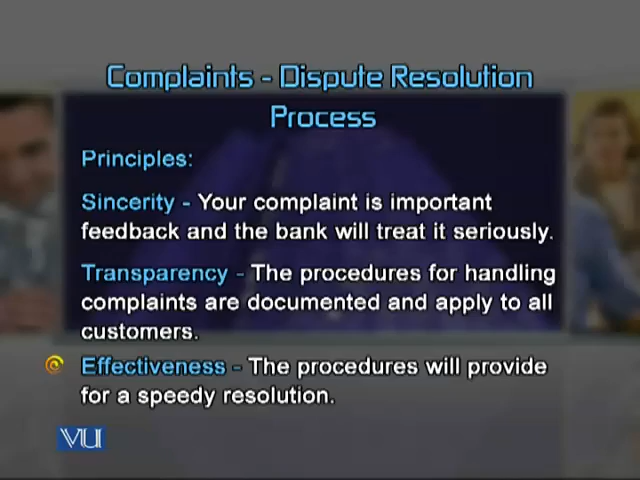 Complaints - Dispute Resolution
Process
Principles:
Sincerity - Your complaint is important
feedback and the bank will treat it seriously.
Transparency - The procedures for handling
complaints are documented and apply to all
customers.
Effectiveness - The procedures will provide
for a speedy resolution.
VU